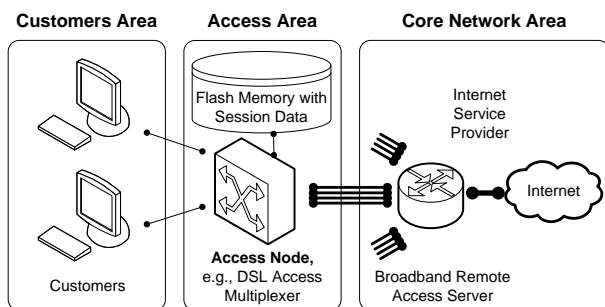 Customers Area
Access Area
Core Network Area
Flash Memory with
Session Data
Internet
Service
Provider
Internet
Access Node,
e.g., DSL Access
Multiplexer
Customers
Broadband Remote
Access Server